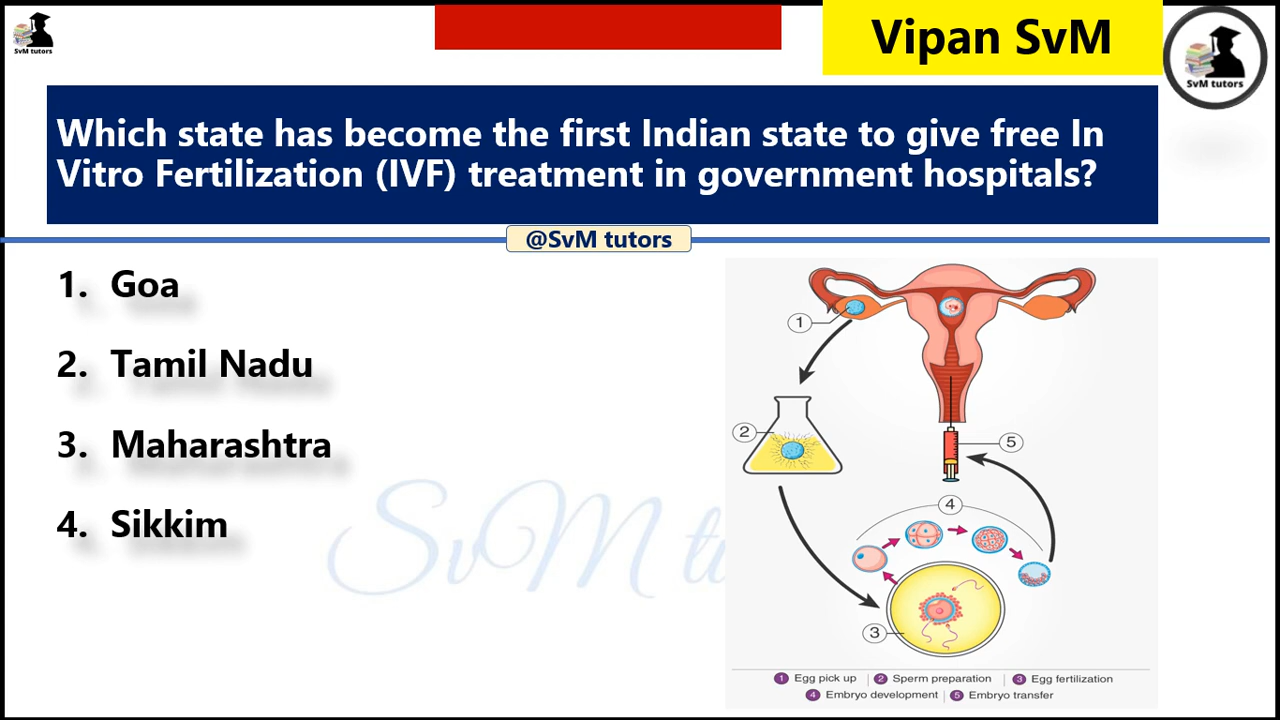 SvM tutors
Vipan SvM
SvM tutors
Which state has become the first Indian state to give free In
Vitro Fertilization (IVF) treatment in government hospitals?
@SvM tutors
1. Goa
2. Tamil Nadu
3. Maharashtra
4. Sikkim
SvM tu
1
2
5
4
3
1 Egg pick up | 2 Sperm preparation | 3 Egg fertilization
4 Embryo development | 5 Embryo transfer